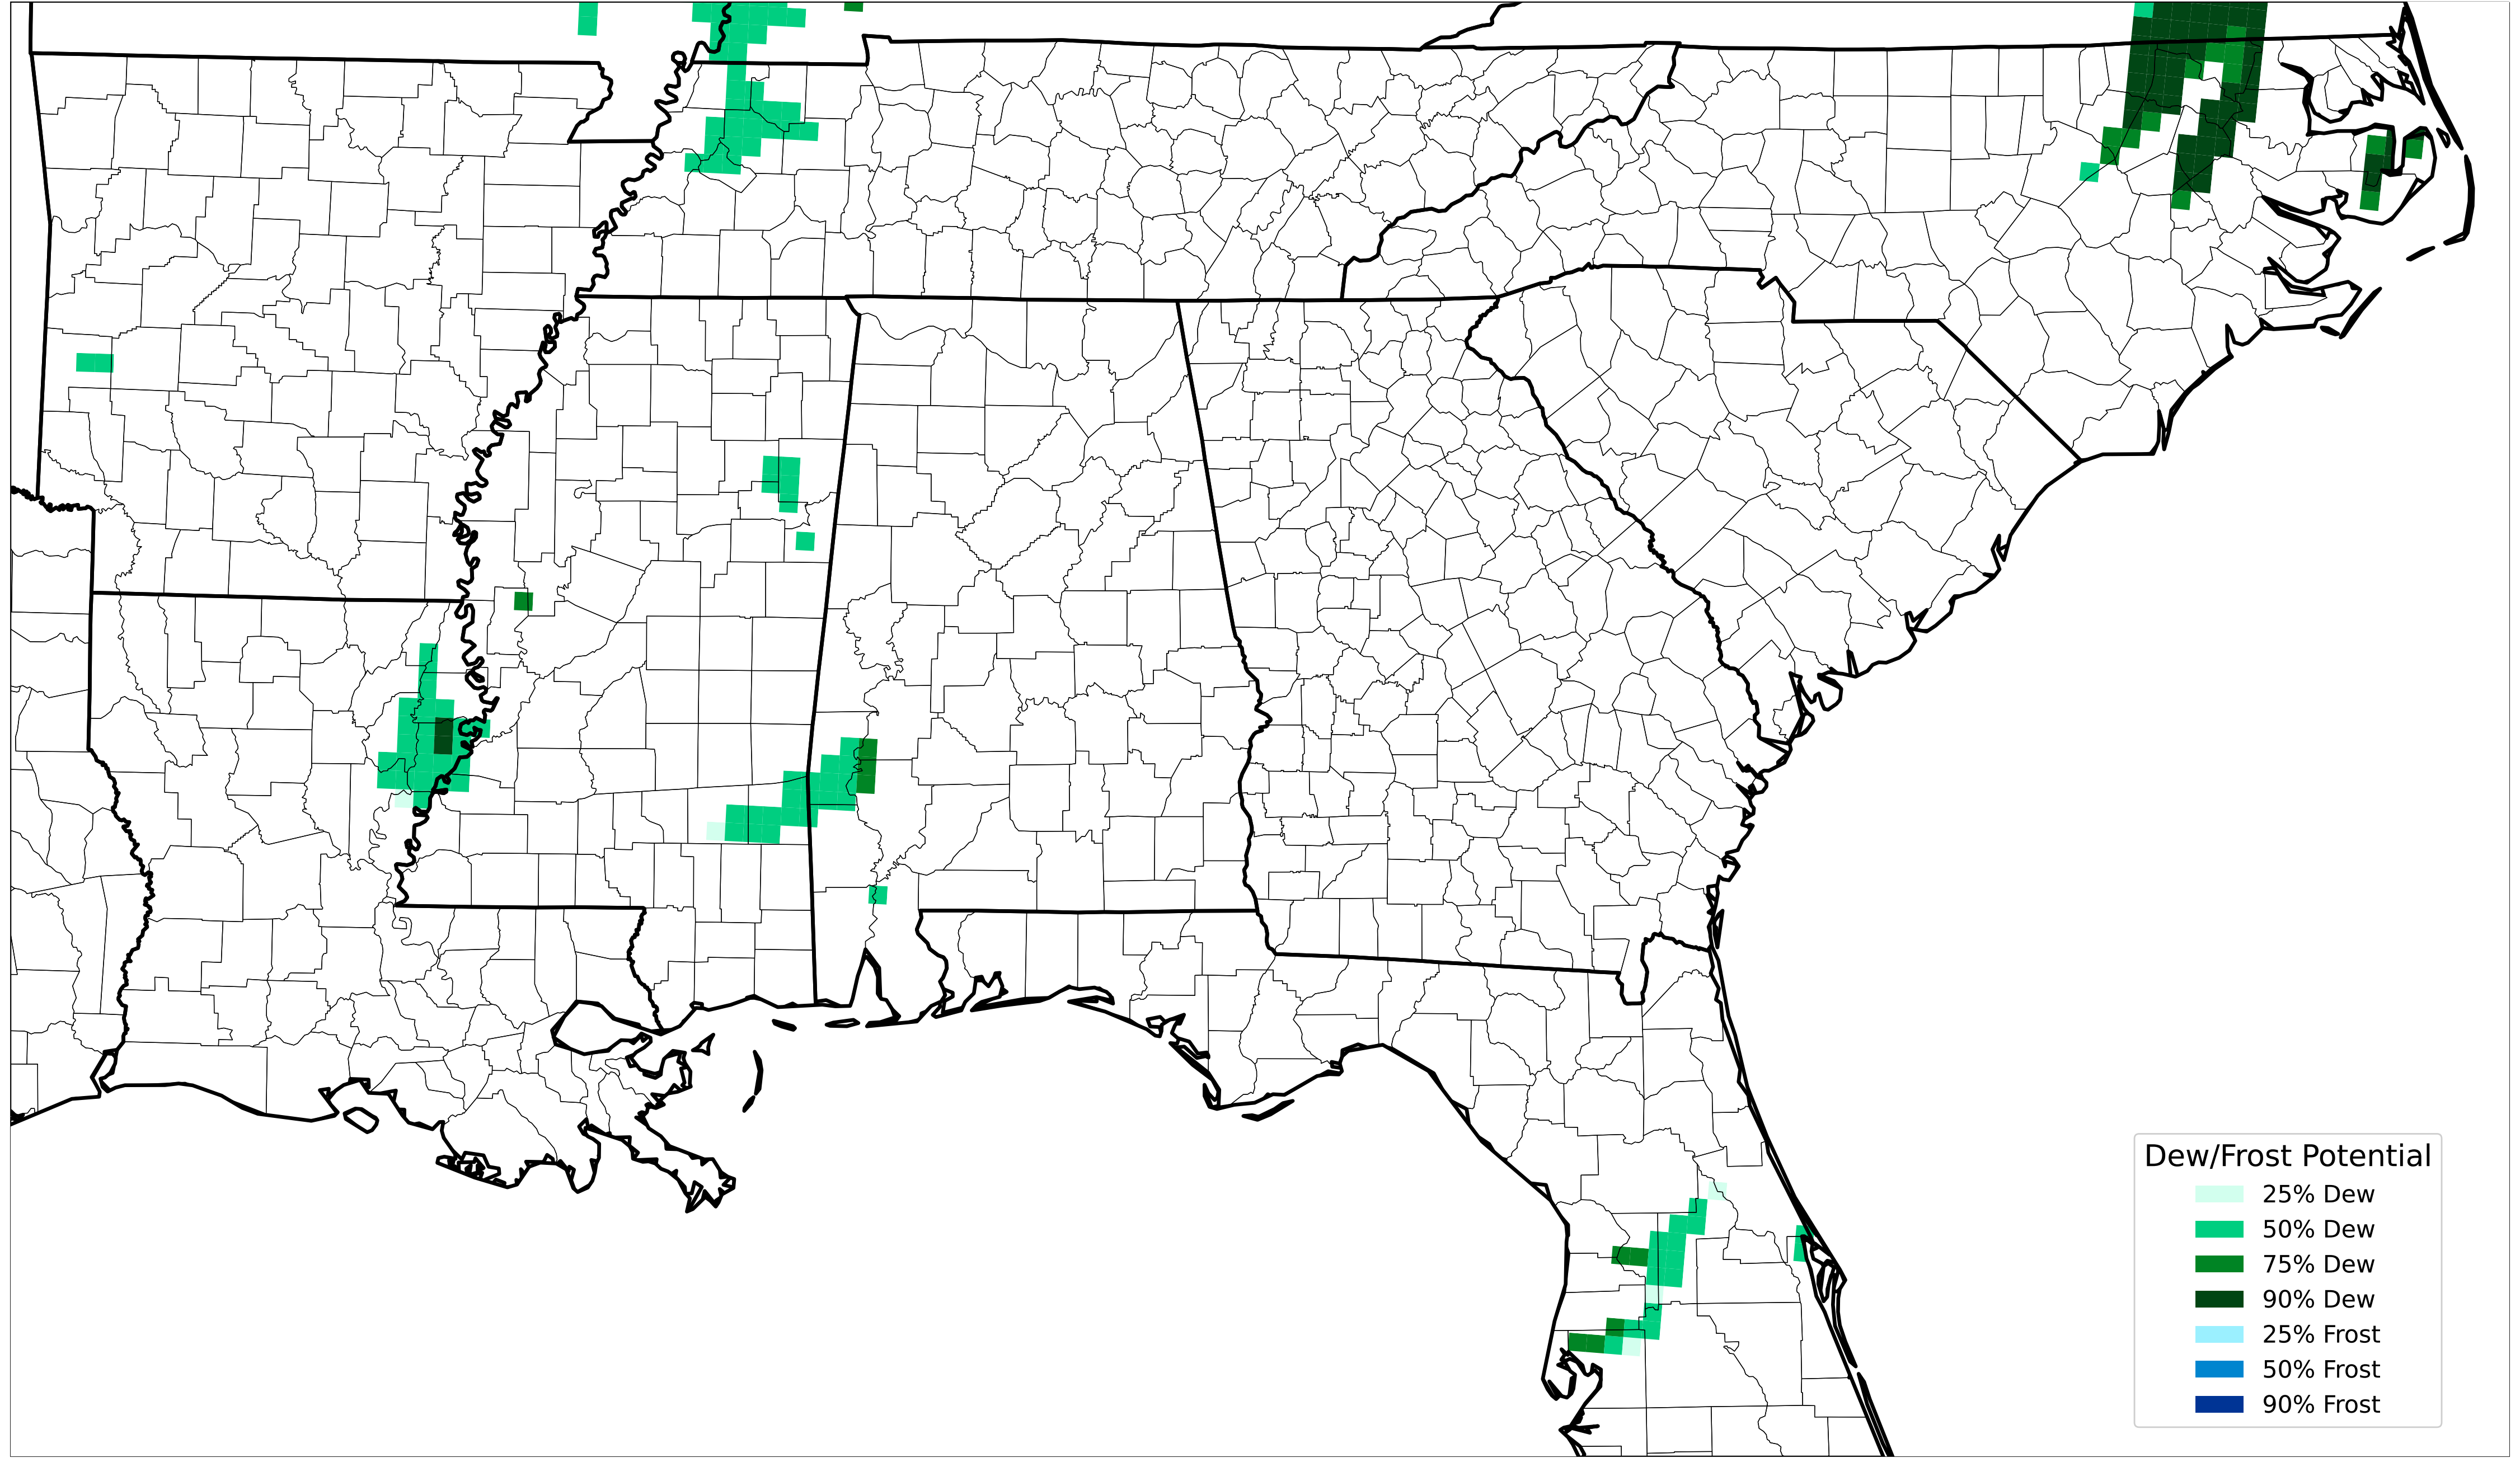 Dew/Frost Potential
25% Dew
50% Dew
75% Dew
90% Dew
25% Frost
50% Frost
90% Frost